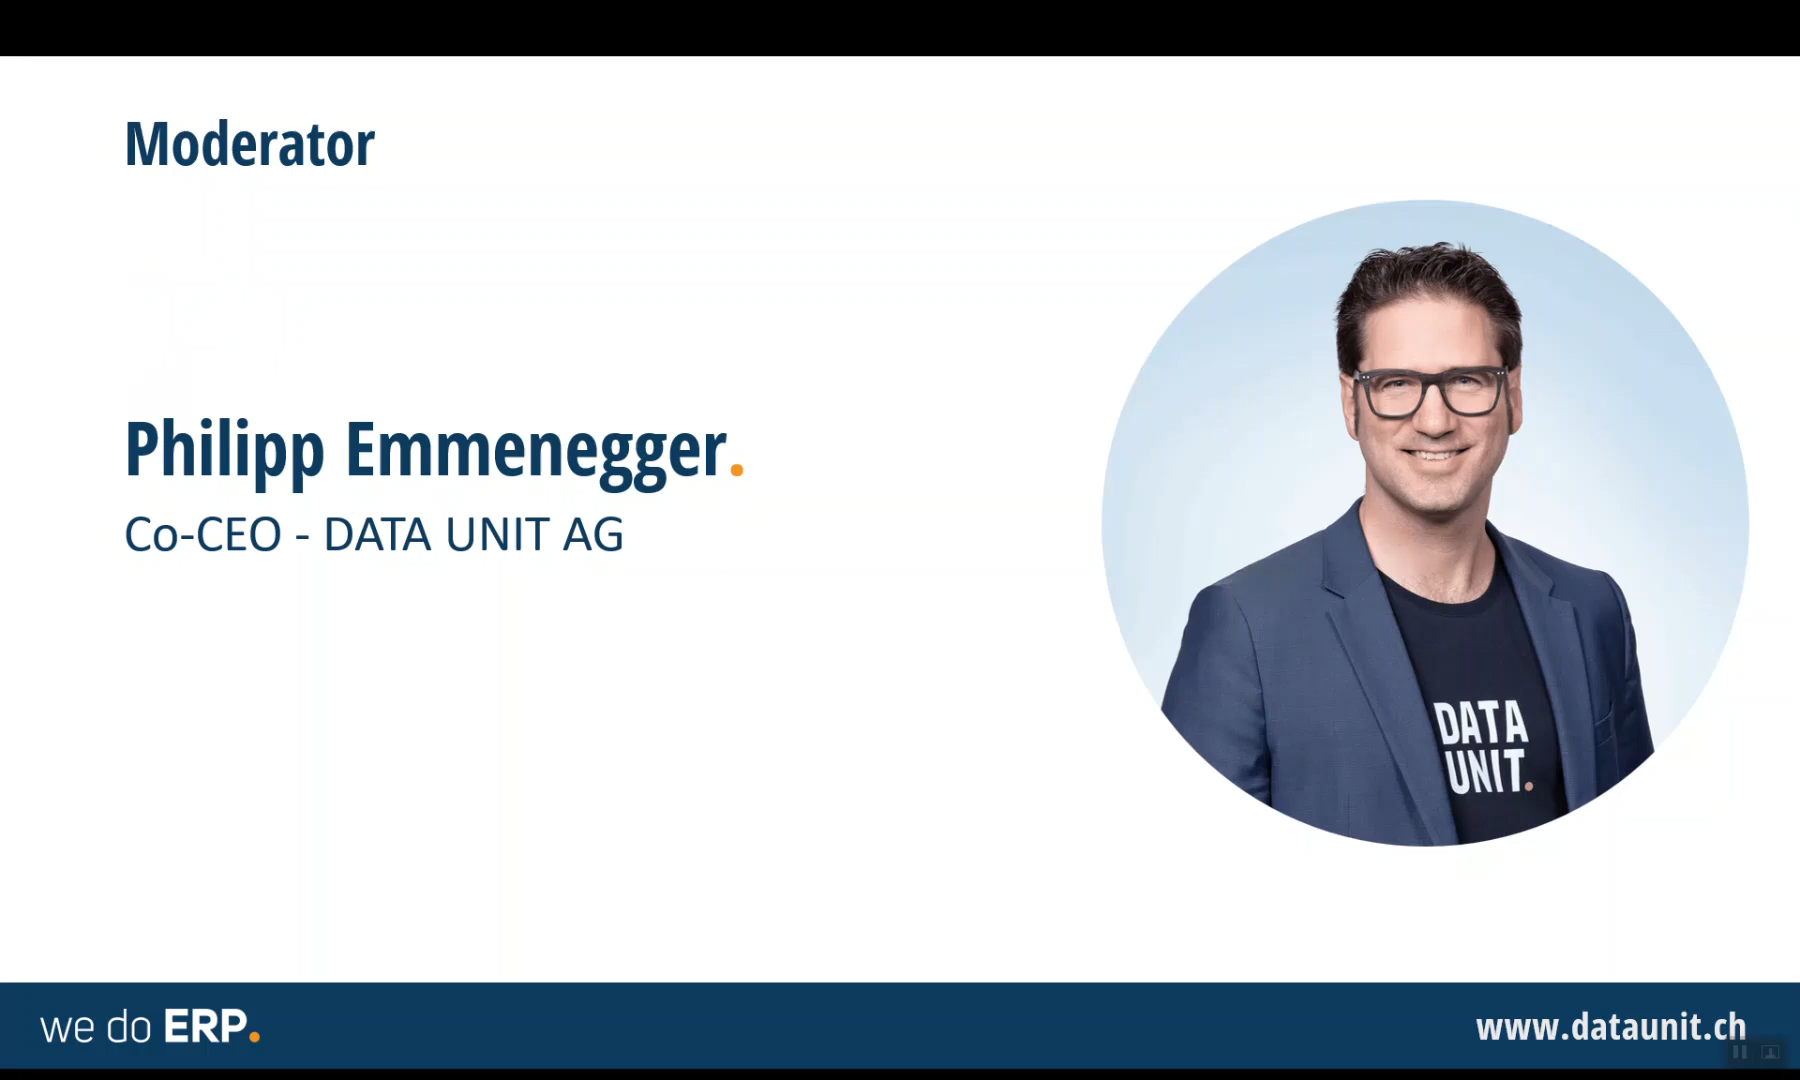 Moderator
Philipp Emmenegger.
Co-CEO - DATA UNIT AG
DATA
UNIT.
we do ERP.
www.dataunit.ch